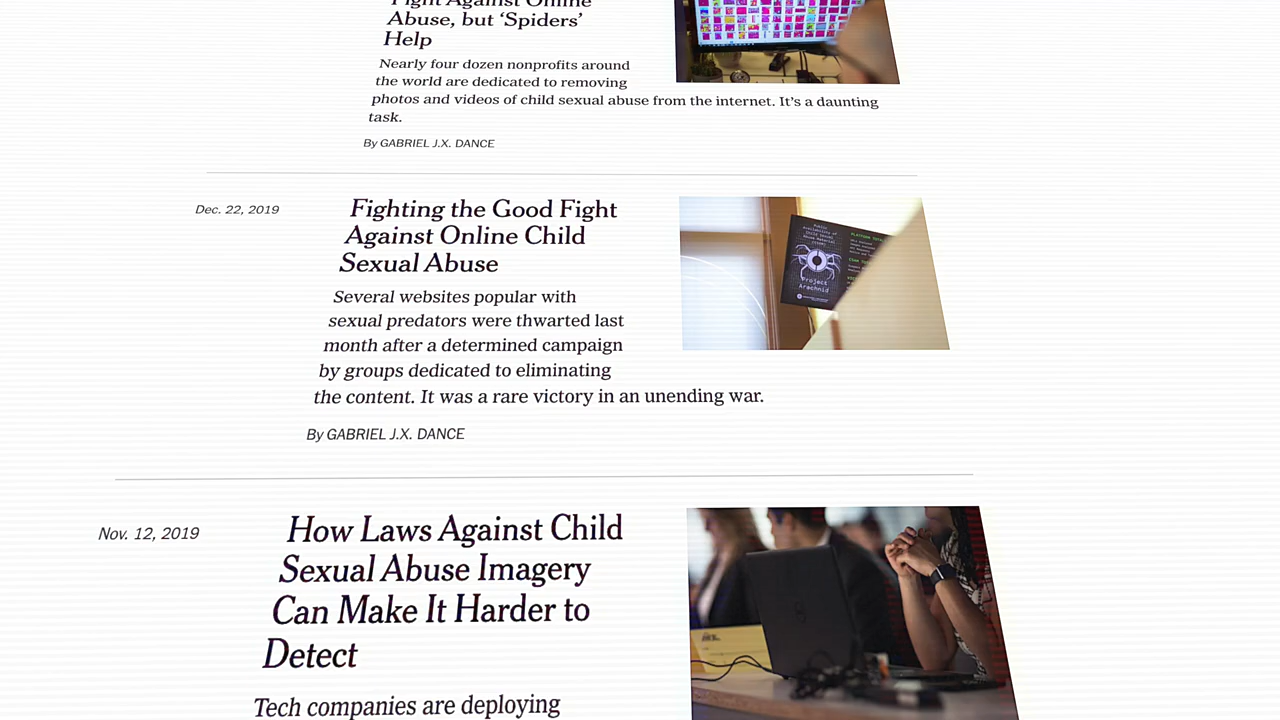 Fight Against Online
Abuse, but ‘Spiders’
Help
Nearly four dozen nonprofits around
the world are dedicated to removing
photos and videos of child sexual abuse from the internet. It’s a daunting
task.
By GABRIEL J.X. DANCE
Dec. 22, 2019
Fighting the Good Fight
Against Online Child
Sexual Abuse
Several websites popular with
sexual predators were thwarted last
month after a determined campaign
by groups dedicated to eliminating
the content. It was a rare victory in an unending war.
By GABRIEL J.X. DANCE
Project
Arachnid
Nov. 12, 2019
How Laws Against Child
Sexual Abuse Imagery
Can Make It Harder to
Detect
Tech companies are deploying